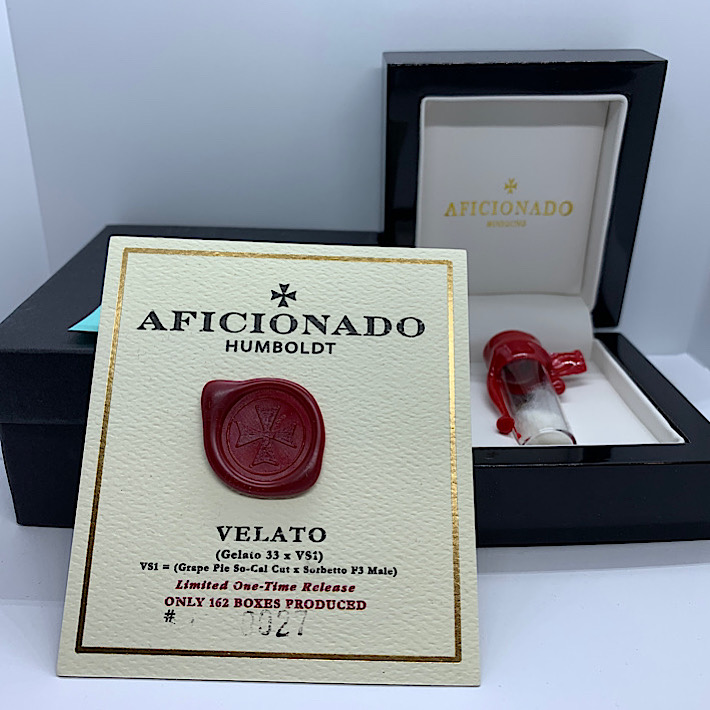 AFICIONADO
AFICIONADO
HUMBOLDT
VELATO
(Gelato 33 x VS1)
VS1 = (Grape Pie So-Cal Cut x Sorbetto F3 Male)
Limited One-Time Release
ONLY 162 BOXES PRODUCED
# 0027